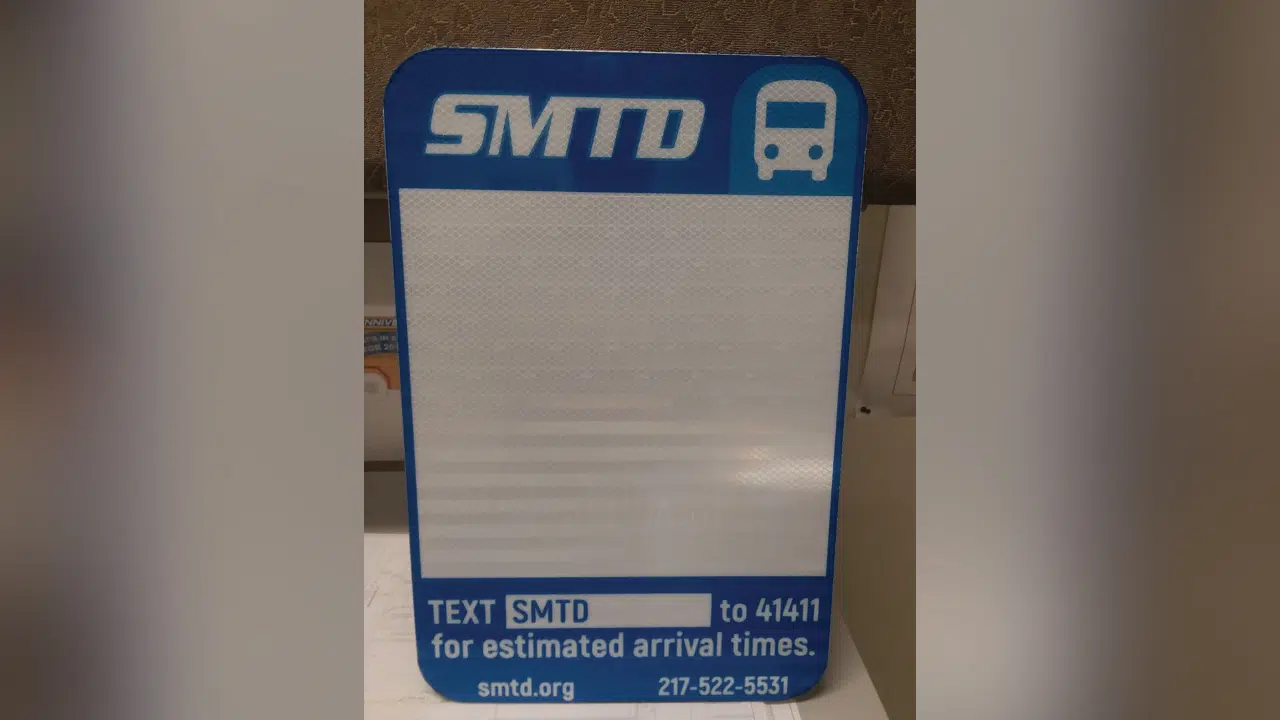 SMTD
TEXT SMTD to 41411
for estimated arrival times.
smtd.org 217-522-5531